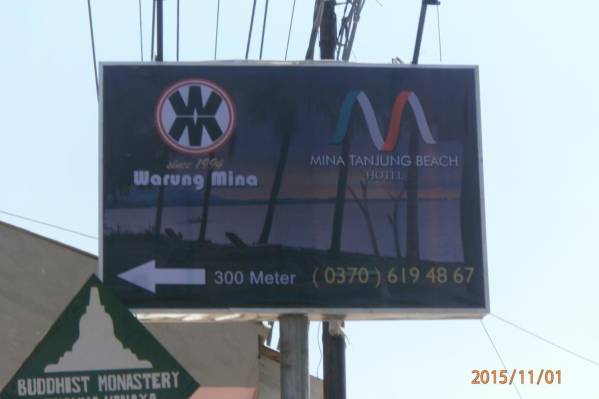 since 1994
Warung Mina
MINA TANJUNG BEACH
HOTEL
300 Meter
( 0370 ) 619 48 67
BUDDHIST MONASTERY
2015/11/01